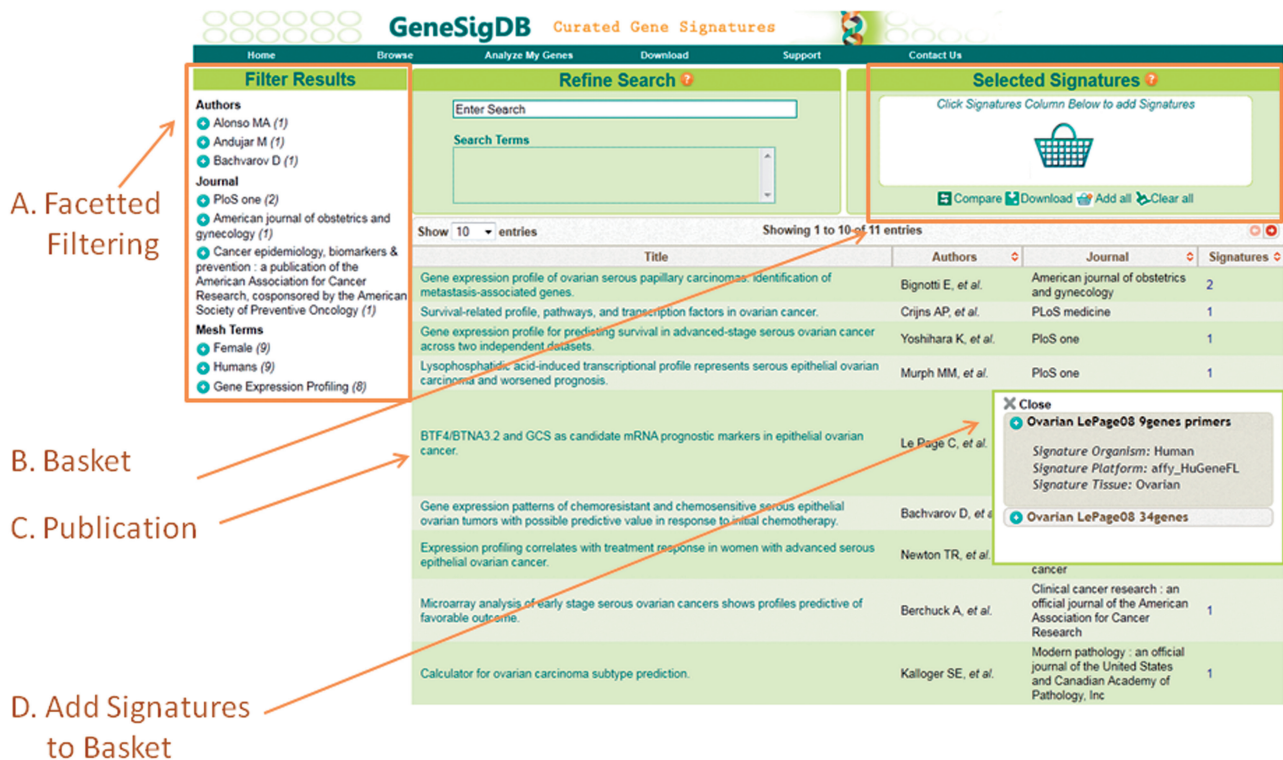 GeneSigDB Curated Gene Signatures
Home Browse Analyze My Genes Download Support Contact Us
Filter Results
Authors
Alonso MA (1)
Andujar M (1)
Bachvarov D (1)
Journal
PloS one (2)
American journal of obstetrics and
gynecology (1)
Cancer epidemiology, biomarkers &
prevention : a publication of the
American Association for Cancer
Research, cosponsored by the American
Society of Preventive Oncology (1)
Mesh Terms
Female (9)
Humans (9)
Gene Expression Profiling (8)
Refine Search ?
Enter Search
Search Terms
Selected Signatures ?
Click Signatures Column Below to add Signatures
Compare Download Add all Clear all
Show 10 entries
Showing 1 to 10 of 11 entries
Title Authors Journal Signatures
Gene expression profile of ovarian serous papillary carcinomas: identification of
metastasis-associated genes.
Bignotti E, et al.
American journal of obstetrics
and gynecology
2
Survival-related profile, pathways, and transcription factors in ovarian cancer.
Crijns AP, et al.
PLoS medicine
1
Gene expression profile for predicting survival in advanced-stage serous ovarian cancer
across two independent datasets.
Yoshihara K, et al.
PloS one
1
Lysophosphatidic acid-induced transcriptional profile represents serous epithelial ovarian
carcinoma and worsened prognosis.
Murph MM, et al.
PloS one
1
BTF4/BTNA3.2 and GCS as candidate mRNA prognostic markers in epithelial ovarian
cancer.
Le Page C, et al.
Close
Ovarian LePage08 9genes primers
Signature Organism: Human
Signature Platform: affy_HuGeneFL
Signature Tissue: Ovarian
Ovarian LePage08 34genes
Gene expression patterns of chemoresistant and chemosensitive serous epithelial
ovarian tumors with possible predictive value in response to initial chemotherapy.
Bachvarov D, et a
Expression profiling correlates with treatment response in women with advanced serous
epithelial ovarian cancer.
Newton TR, et al.
cancer
Microarray analysis of early stage serous ovarian cancers shows profiles predictive of
favorable outcome.
Berchuck A, et al.
Clinical cancer research : an
official journal of the American
Association for Cancer
Research
1
Calculator for ovarian carcinoma subtype prediction.
Kalloger SE, et al.
Modern pathology : an official
journal of the United States
and Canadian Academy of
Pathology, Inc
1
A. Facetted
Filtering
B. Basket
C. Publication
D. Add Signatures
to Basket